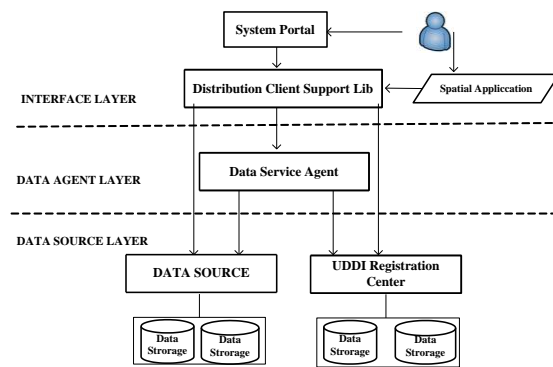 System Portal
Distribution Client Support Lib
Spatial Appliccation
INTERFACE LAYER
Data Service Agent
DATA AGENT LAYER
DATA SOURCE LAYER
DATA SOURCE
UDDI Registration
Center
Data
Strorage
Data
Strorage
Data
Strorage
Data
Strorage